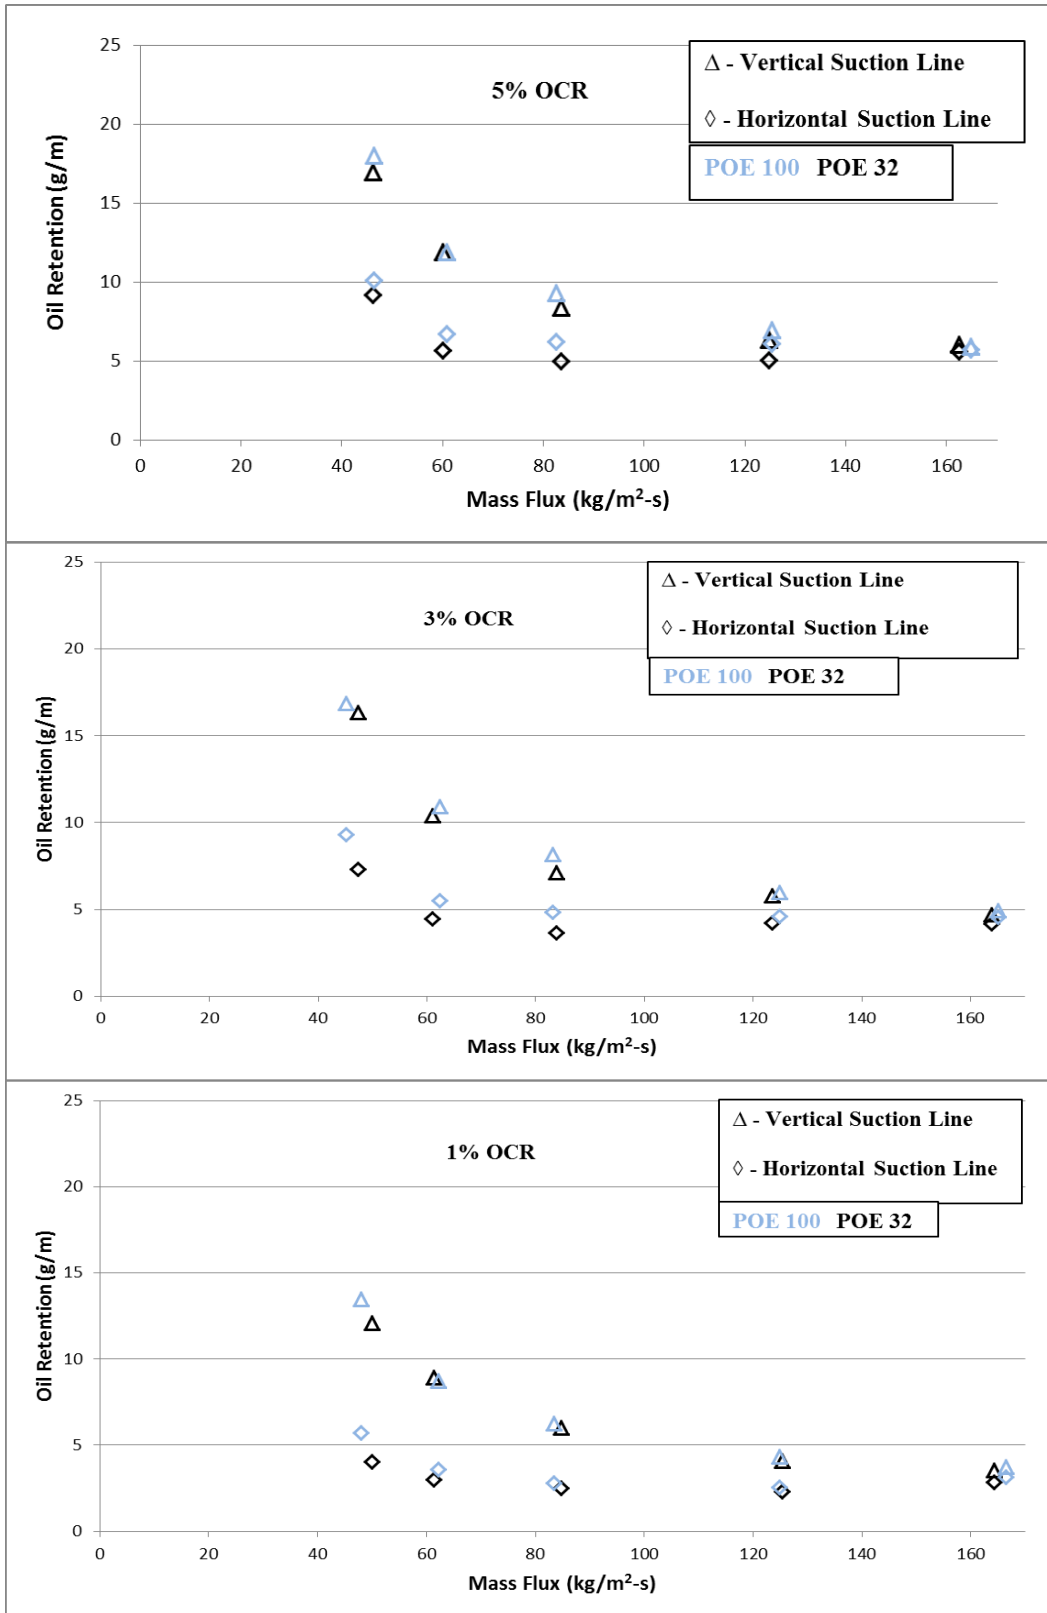 25
20
15
10
5
0
Oil Retention (g/m)
5% OCR
Δ - Vertical Suction Line
◊ - Horizontal Suction Line
POE 100 POE 32
0 20 40 60 80 100 120 140 160
Mass Flux (kg/m²-s)
25
20
15
10
5
0
Oil Retention (g/m)
3% OCR
Δ - Vertical Suction Line
◊ - Horizontal Suction Line
POE 100 POE 32
0 20 40 60 80 100 120 140 160
Mass Flux (kg/m²-s)
25
20
15
10
5
0
Oil Retention (g/m)
1% OCR
Δ - Vertical Suction Line
◊ - Horizontal Suction Line
POE 100 POE 32
0 20 40 60 80 100 120 140 160
Mass Flux (kg/m²-s)